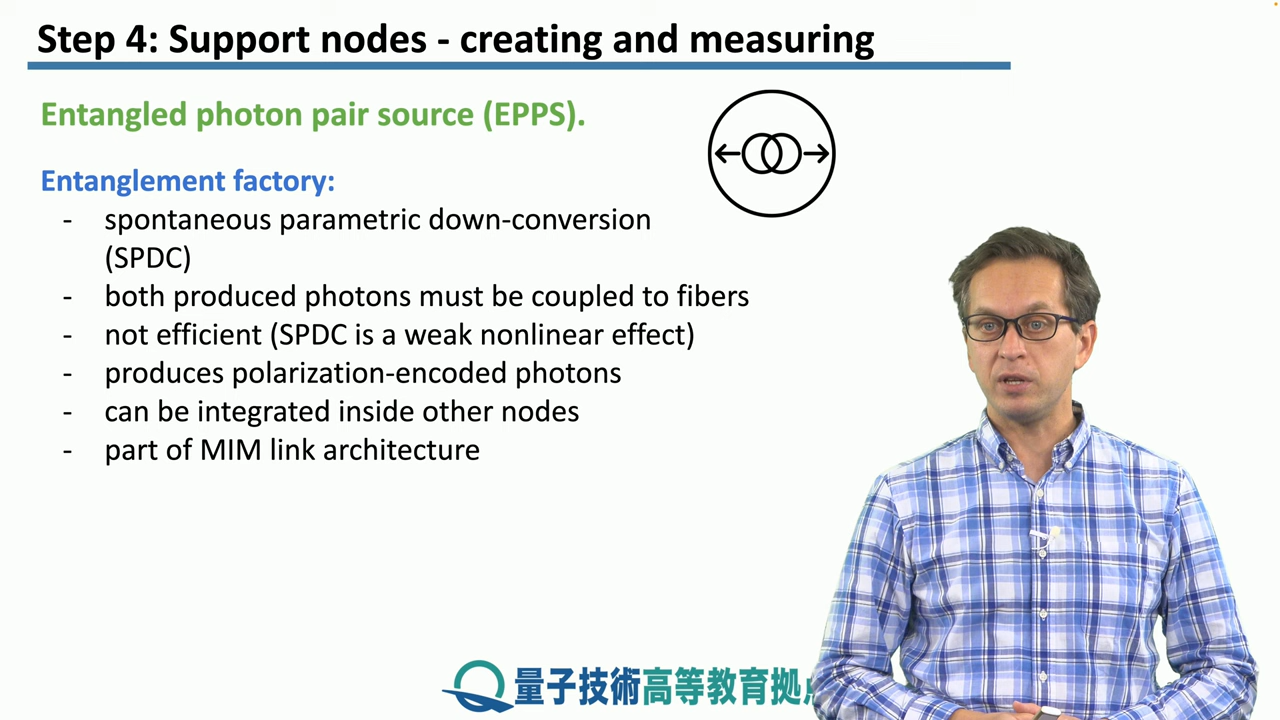 Step 4: Support nodes - creating and measuring
Entangled photon pair source (EPPS).
Entanglement factory:
- spontaneous parametric down-conversion
(SPDC)
- both produced photons must be coupled to fibers
- not efficient (SPDC is a weak nonlinear effect)
- produces polarization-encoded photons
- can be integrated inside other nodes
- part of MIM link architecture
量子技術高等教育拠点